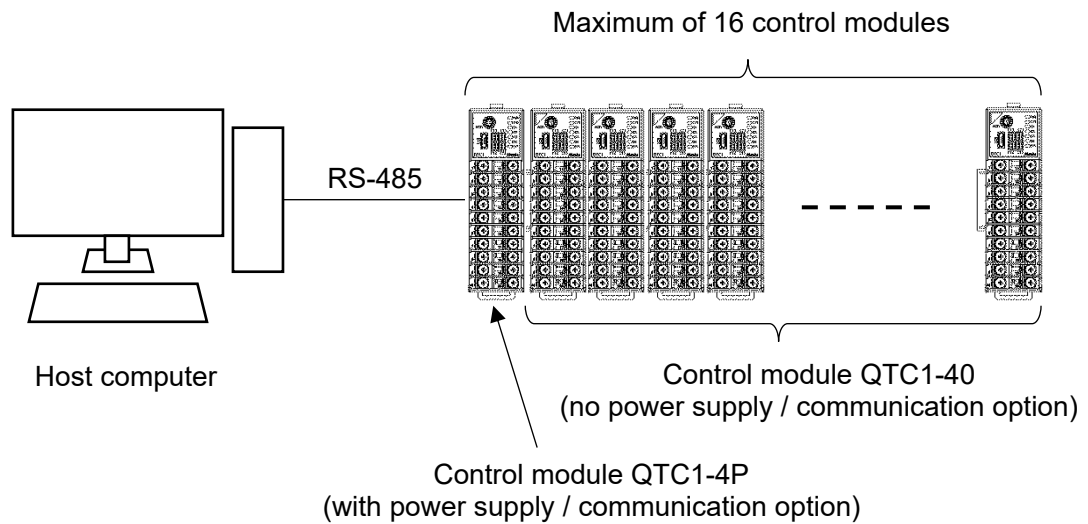 Maximum of 16 control modules
RS-485
Host computer
Control module QTC1-40
(no power supply / communication option)
Control module QTC1-4P
(with power supply / communication option)